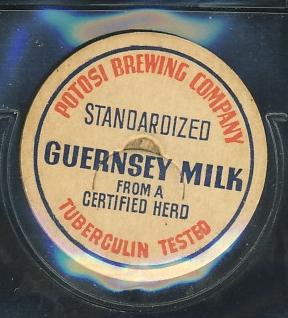 POTOSI BREWING COMPANY
STANDARDIZED
GUERNSEY MILK
FROM A
CERTIFIED HERD
TUBERCULIN TESTED